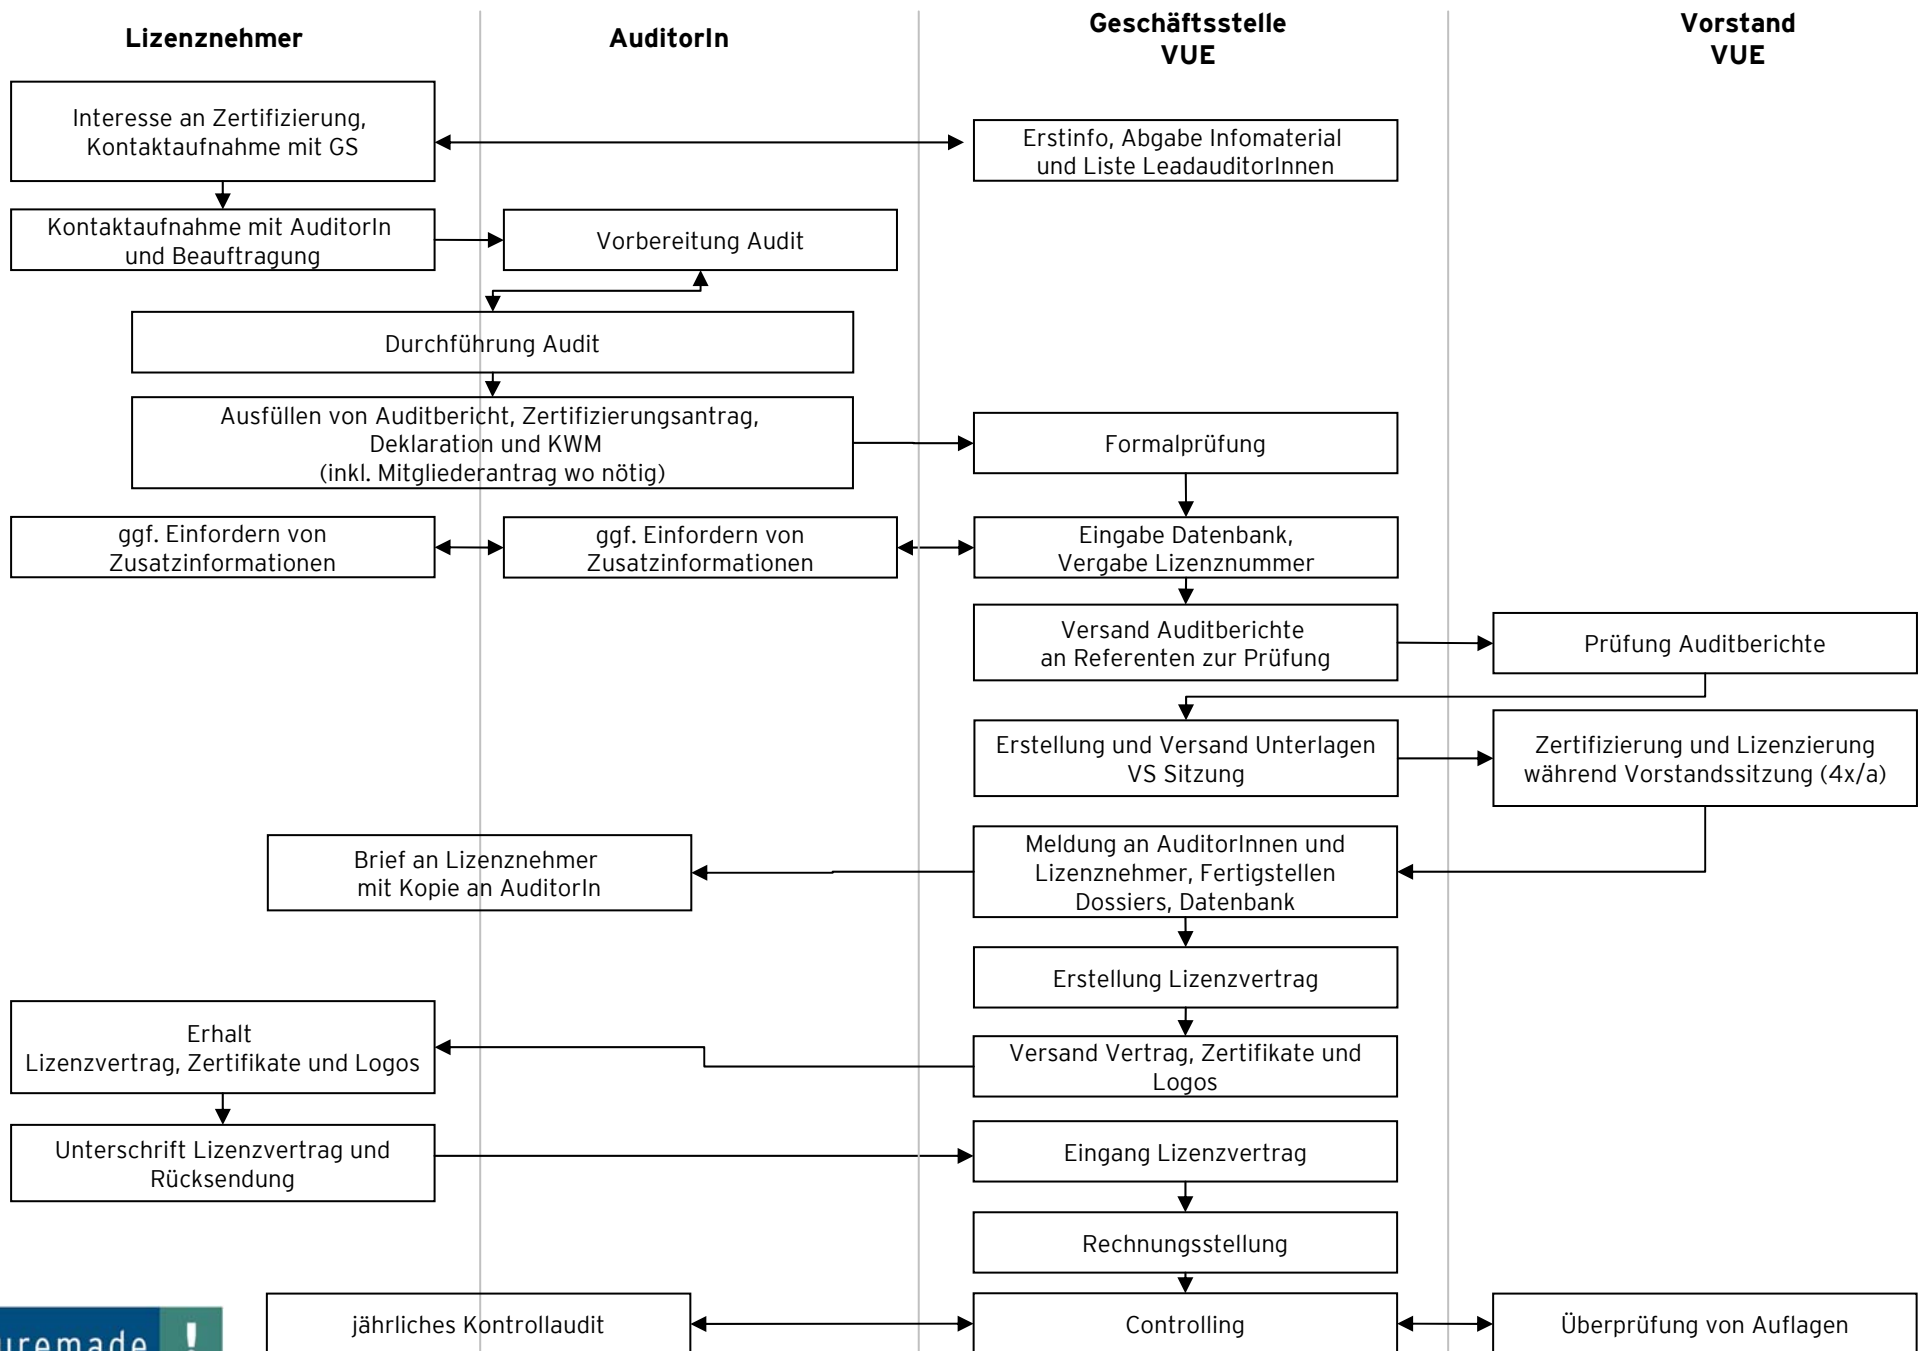 Lizenznehmer
AuditorIn
Geschäftsstelle
VUE
Vorstand
VUE
Interesse an Zertifizierung,
Kontaktaufnahme mit GS
Erstinfo, Abgabe Infomaterial
und Liste LeadauditorInnen
Kontaktaufnahme mit AuditorIn
und Beauftragung
Vorbereitung Audit
Durchführung Audit
Ausfüllen von Auditbericht, Zertifizierungsantrag,
Deklaration und KWM
(inkl. Mitgliederantrag wo nötig)
Formalprüfung
ggf. Einfordern von
Zusatzinformationen
ggf. Einfordern von
Zusatzinformationen
Eingabe Datenbank,
Vergabe Lizenznummer
Versand Auditberichte
an Referenten zur Prüfung
Prüfung Auditberichte
Erstellung und Versand Unterlagen
VS Sitzung
Zertifizierung und Lizenzierung
während Vorstandssitzung (4x/a)
Brief an Lizenznehmer
mit Kopie an AuditorIn
Meldung an AuditorInnen und
Lizenznehmer, Fertigstellen
Dossiers, Datenbank
Erstellung Lizenzvertrag
Erhalt
Lizenzvertrag, Zertifikate und Logos
Versand Vertrag, Zertifikate und
Logos
Unterschrift Lizenzvertrag und
Rücksendung
Eingang Lizenzvertrag
Rechnungsstellung
jährliches Kontrollaudit
Controlling
Überprüfung von Auflagen
uremade !